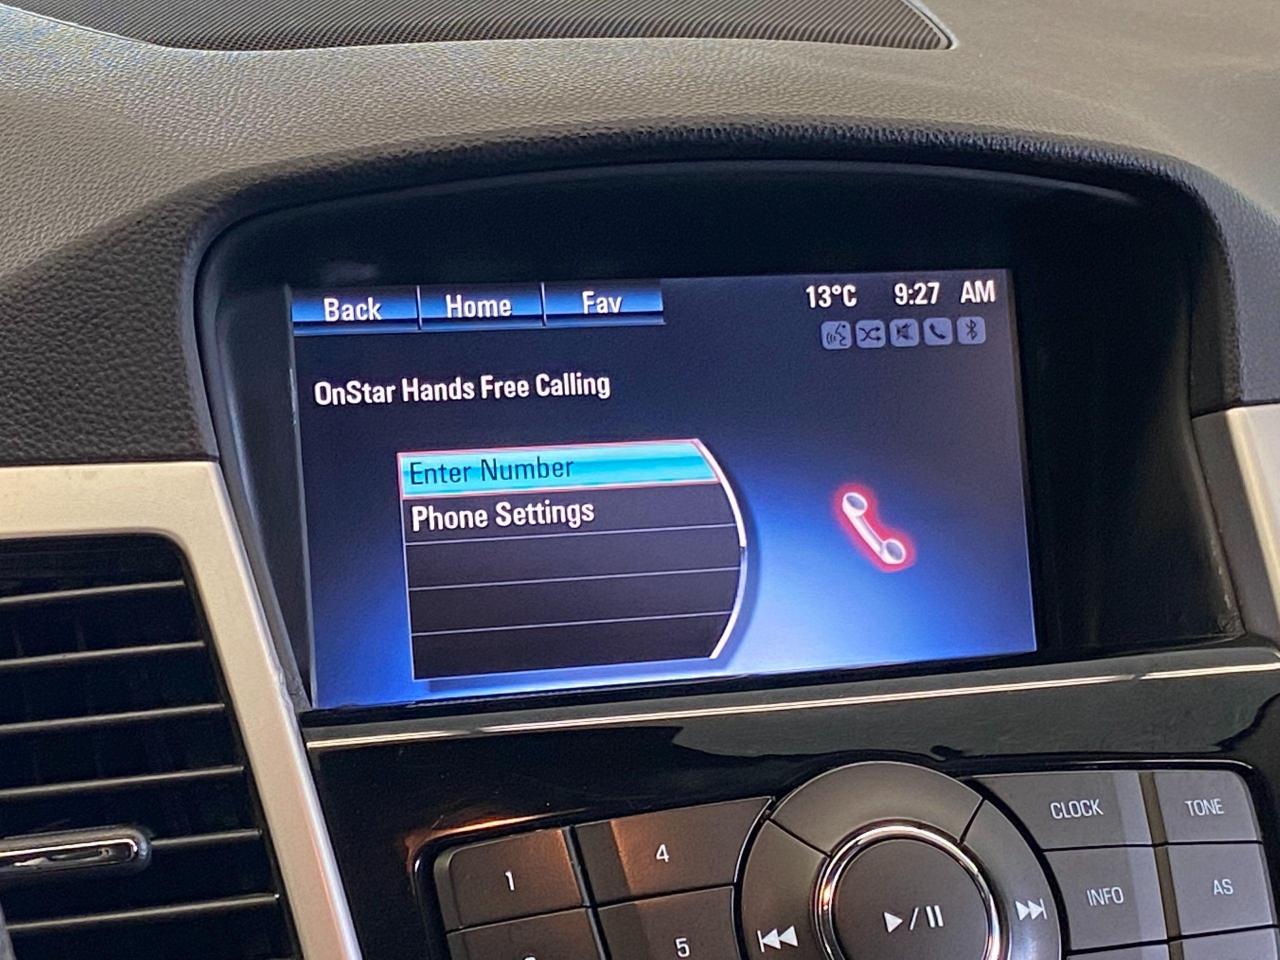 Back Home Fav 13°C 9:27 AM
OnStar Hands Free Calling
Enter Number
Phone Settings
CLOCK TONE
1 4
INFO AS
5